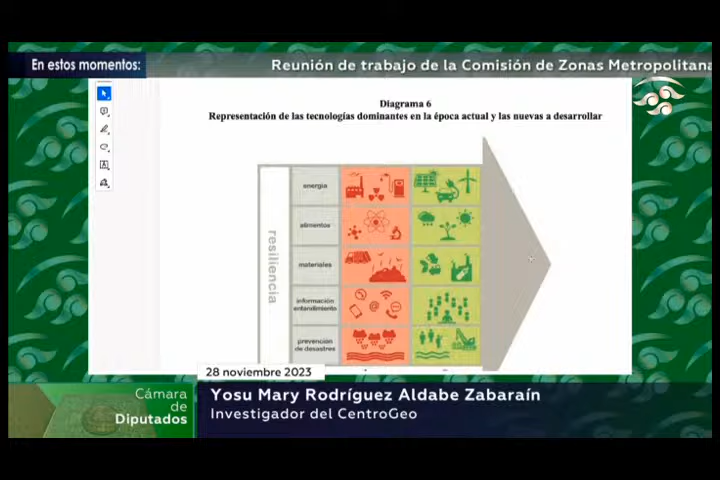 En estos momentos:
Reunión de trabajo de la Comisión de Zonas Metropolitana
Diagrama 6
Representación de las tecnologías dominantes en la época actual y las nuevas a desarrollar
resiliencia
energía
alimentos
materiales
información
entendimiento
prevención
de desastres
28 noviembre 2023
Cámara
de
Diputados
Yosu Mary Rodríguez Aldabe Zabaraín
Investigador del CentroGeo